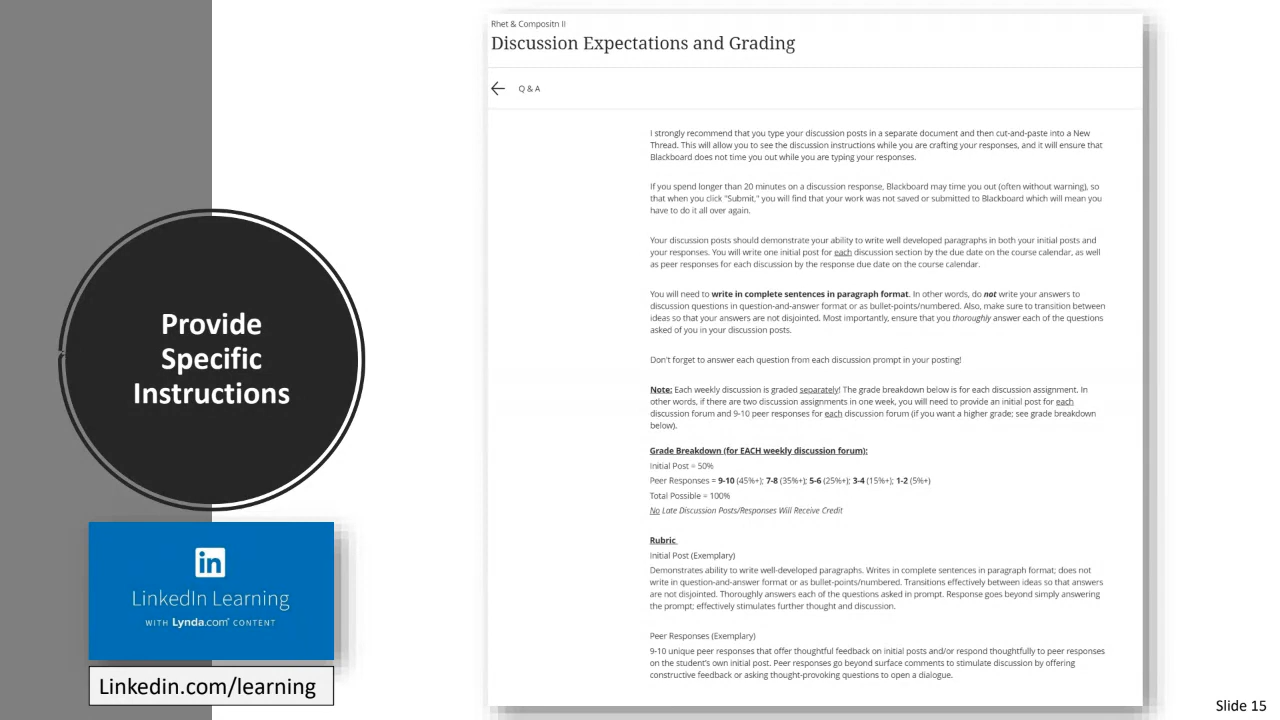 Provide
Specific
Instructions
in
LinkedIn Learning
WITH Lynda.com® CONTENT
Linkedin.com/learning
Rhet & Compositn II
Discussion Expectations and Grading
Q & A
I strongly recommend that you type your discussion posts in a separate document and then cut-and-paste into a New
Thread. This will allow you to see the discussion instructions while you are crafting your responses, and it will ensure that
Blackboard does not time you out while you are typing your responses.
If you spend longer than 20 minutes on a discussion response, Blackboard may time you out (often without warning), so
that when you click "Submit," you will find that your work was not saved or submitted to Blackboard which will mean you
have to do it all over again.
Your discussion posts should demonstrate your ability to write well developed paragraphs in both your initial posts and
your responses. You will write one initial post for each discussion section by the due date on the course calendar, as well
as peer responses for each discussion by the response due date on the course calendar.
You will need to write in complete sentences in paragraph format. In other words, do not write your answers to
discussion questions in question-and-answer format or as bullet-points/numbered. Also, make sure to transition between
ideas so that your answers are not disjointed. Most importantly, ensure that you thoroughly answer each of the questions
asked of you in your discussion posts.
Don't forget to answer each question from each discussion prompt in your posting!
Note: Each weekly discussion is graded separately! The grade breakdown below is for each discussion assignment. In
other words, if there are two discussion assignments in one week, you will need to provide an initial post for each
discussion forum and 9-10 peer responses for each discussion forum (if you want a higher grade; see grade breakdown
below).
Grade Breakdown (for EACH weekly discussion forum):
Initial Post = 50%
Peer Responses = 9-10 (45%+); 7-8 (35%+); 5-6 (25%+); 3-4 (15%+); 1-2 (5%+)
Total Possible = 100%
No Late Discussion Posts/Responses Will Receive Credit
Rubric
Initial Post (Exemplary)
Demonstrates ability to write well-developed paragraphs. Writes in complete sentences in paragraph format; does not
write in question-and-answer format or as bullet-points/numbered. Transitions effectively between ideas so that answers
are not disjointed. Thoroughly answers each of the questions asked in prompt. Response goes beyond simply answering
the prompt; effectively stimulates further thought and discussion.
Peer Responses (Exemplary)
9-10 unique peer responses that offer thoughtful feedback on initial posts and/or respond thoughtfully to peer responses
on the student's own initial post. Peer responses go beyond surface comments to stimulate discussion by offering
constructive feedback or asking thought-provoking questions to open a dialogue.
Slide 15